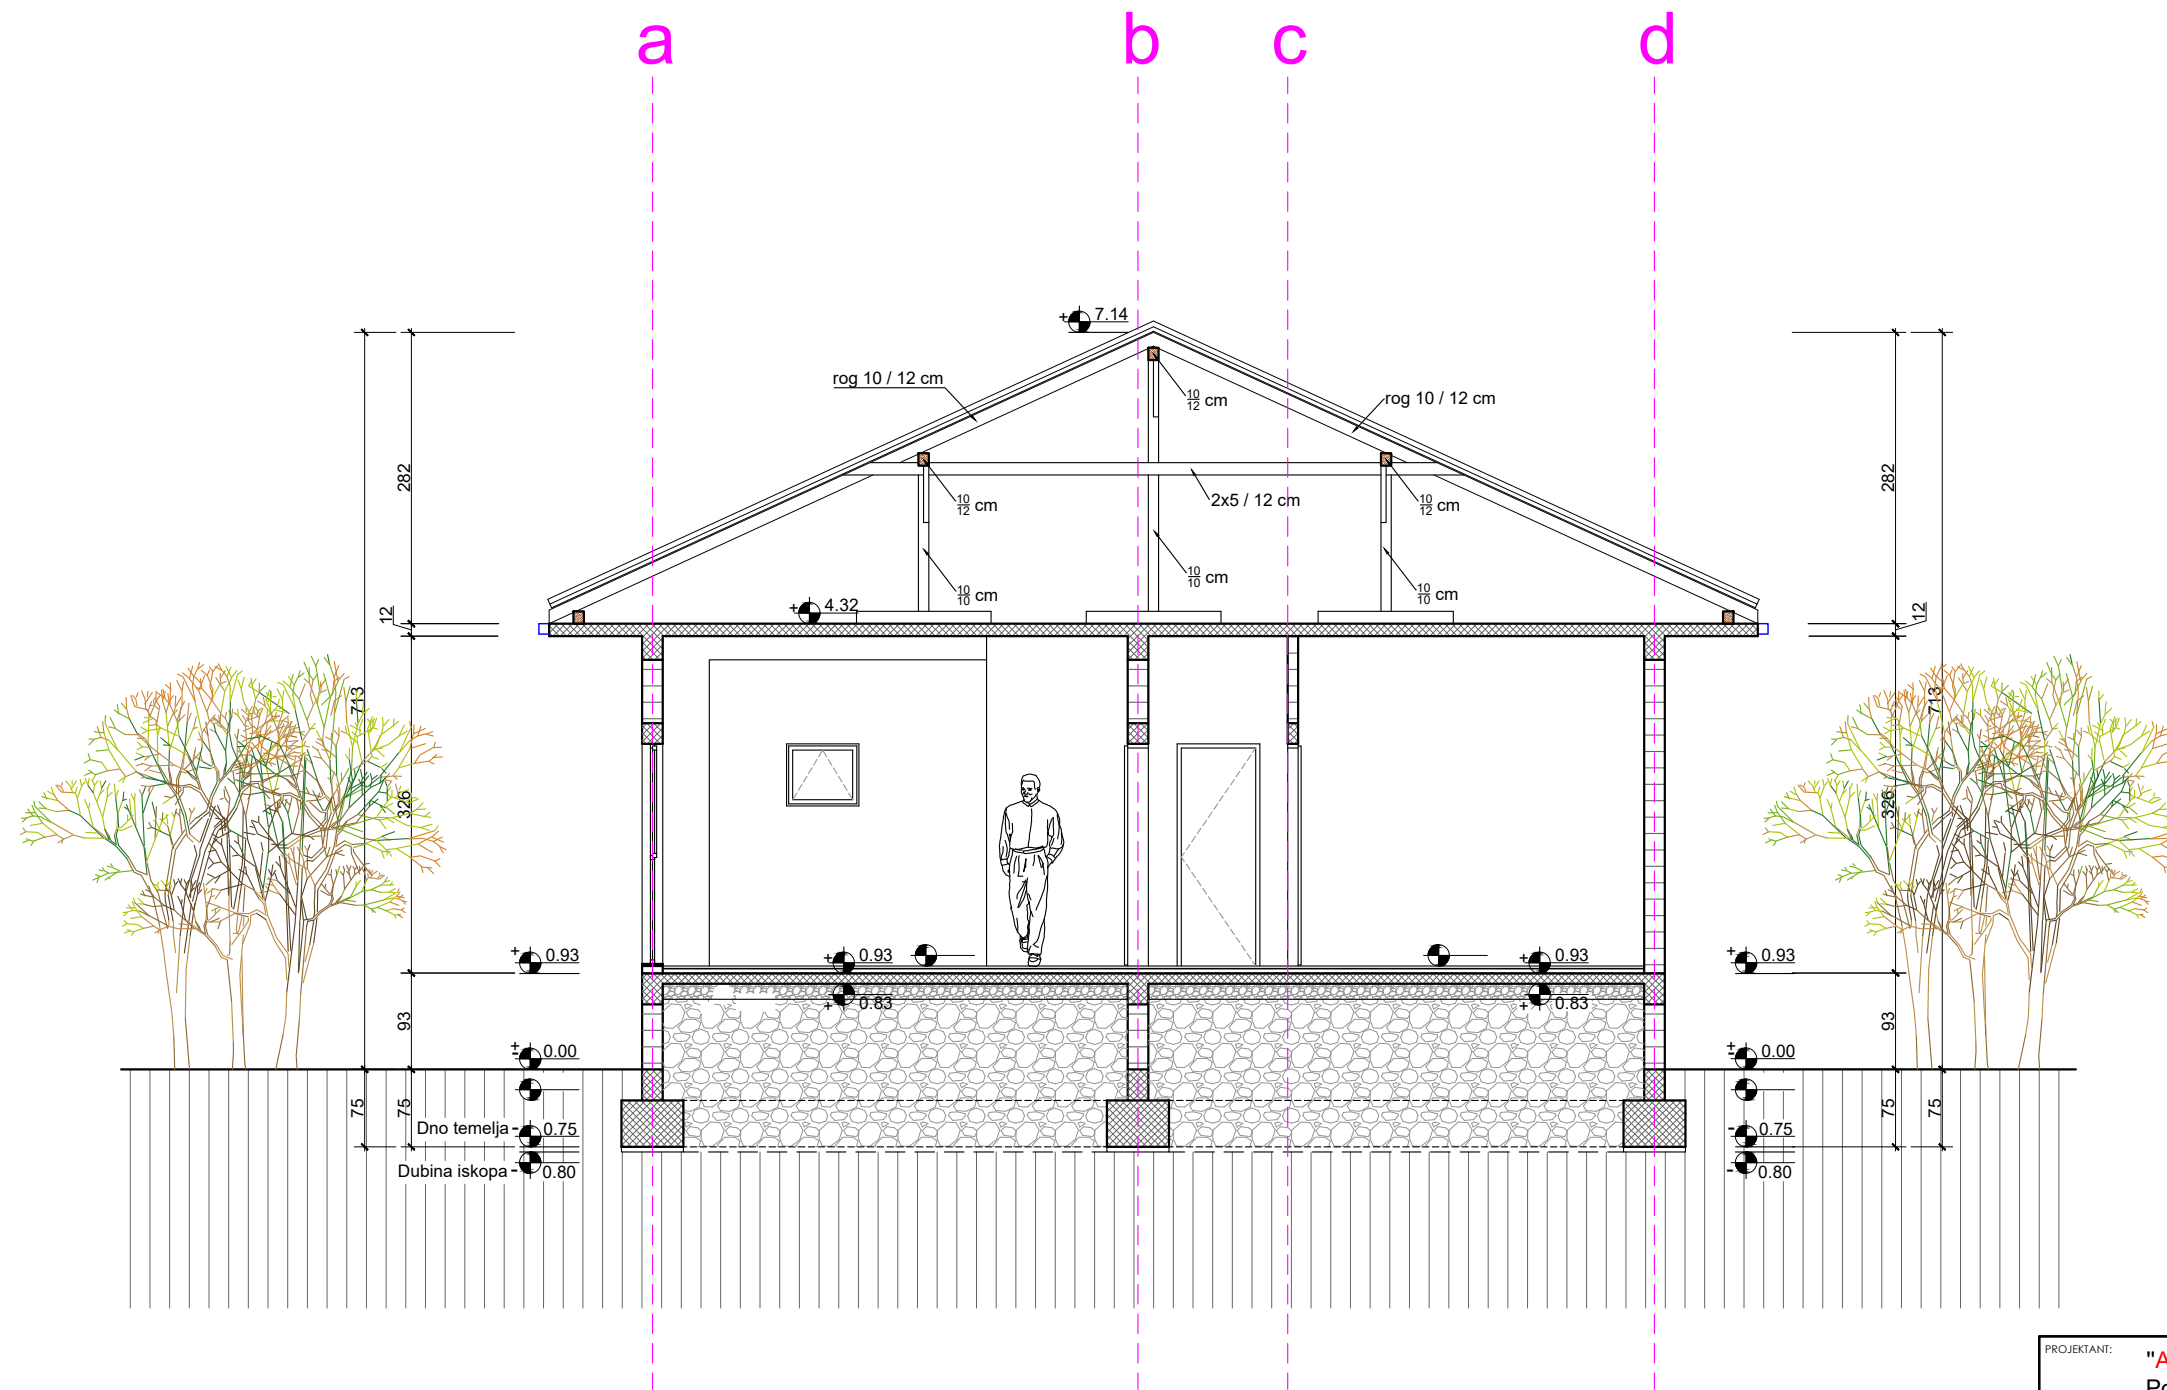 a b c d
+ 7.14
rog 10 / 12 cm
10/12 cm
rog 10 / 12 cm
282
282
10/12 cm
2x5 / 12 cm
10/12 cm
10/10 cm
10/10 cm
10/10 cm
12
+ 4.32
12
713
713
326
326
+ 0.93
+ 0.93
+ 0.93
+ 0.93
+ 0.83
+ 0.83
93
93
+ 0.00
+ 0.00
75
75
75
75
Dno temelja - 0.75
- 0.75
Dubina iskopa - 0.80
- 0.80
PROJEKTANT: